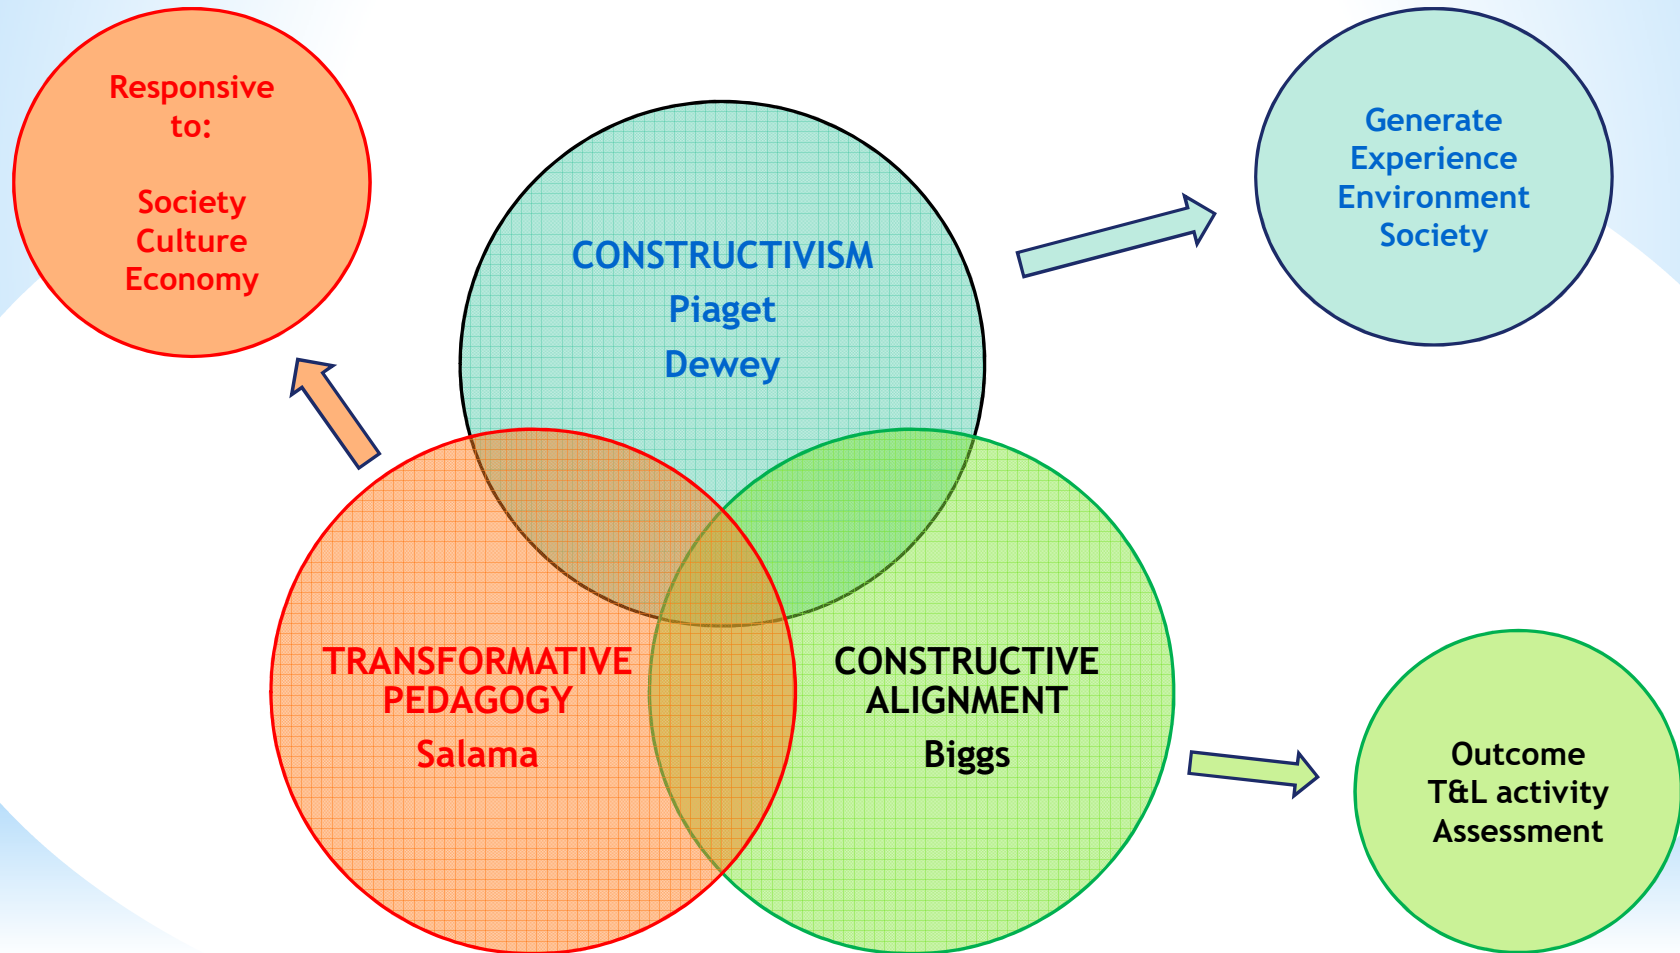 Responsive
to:
Society
Culture
Economy
CONSTRUCTIVISM
Piaget
Dewey
Generate
Experience
Environment
Society
TRANSFORMATIVE
PEDAGOGY
Salama
CONSTRUCTIVE
ALIGNMENT
Biggs
Outcome
T&L activity
Assessment